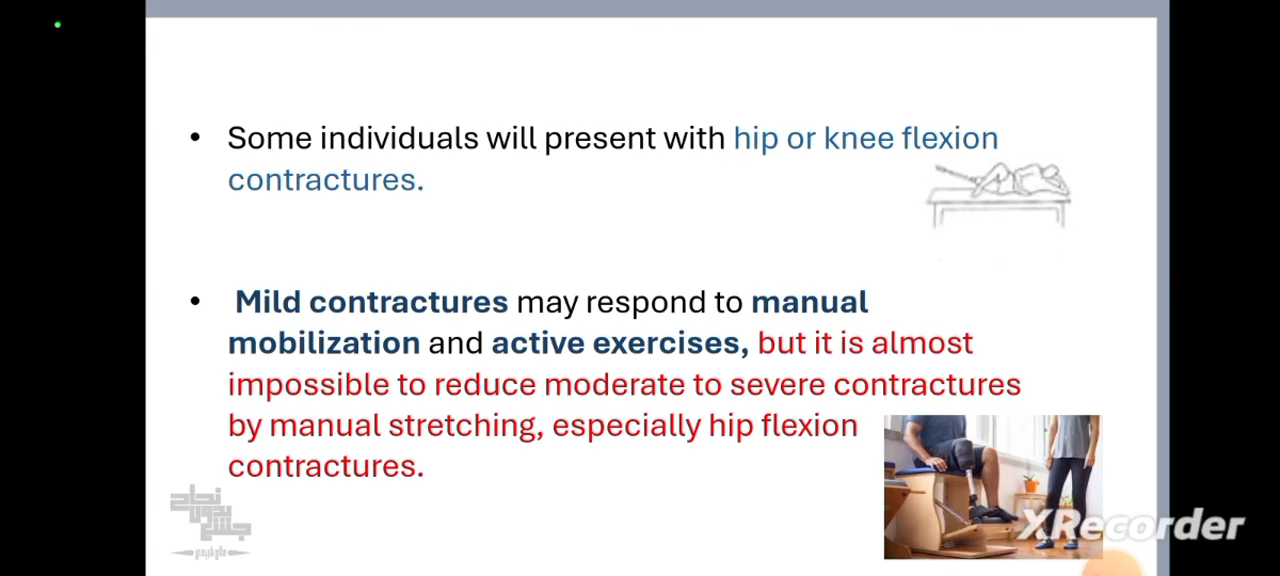 • Some individuals will present with hip or knee flexion
contractures.
• Mild contractures may respond to manual
mobilization and active exercises, but it is almost
impossible to reduce moderate to severe contractures
by manual stretching, especially hip flexion
contractures.
XRecorder